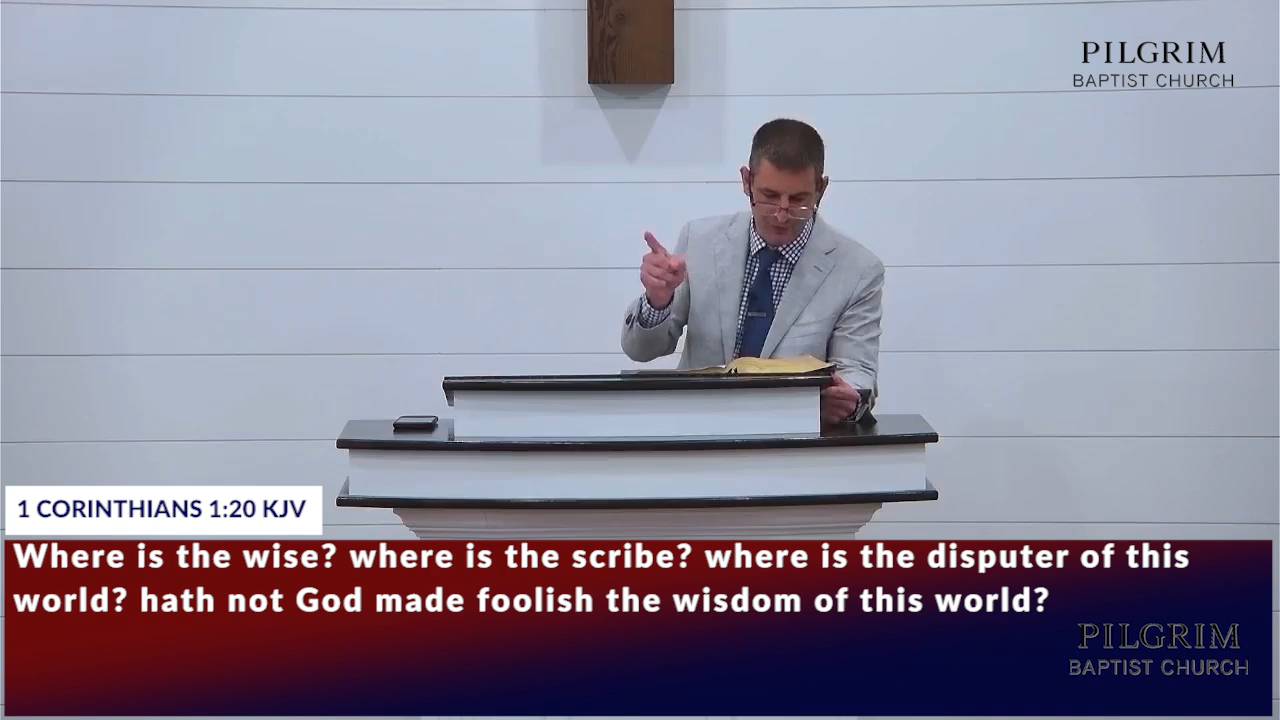 PILGRIM
BAPTIST CHURCH
1 CORINTHIANS 1:20 KJV
Where is the wise? where is the scribe? where is the disputer of this
world? hath not God made foolish the wisdom of this world?
PILGRIM
BAPTIST CHURCH